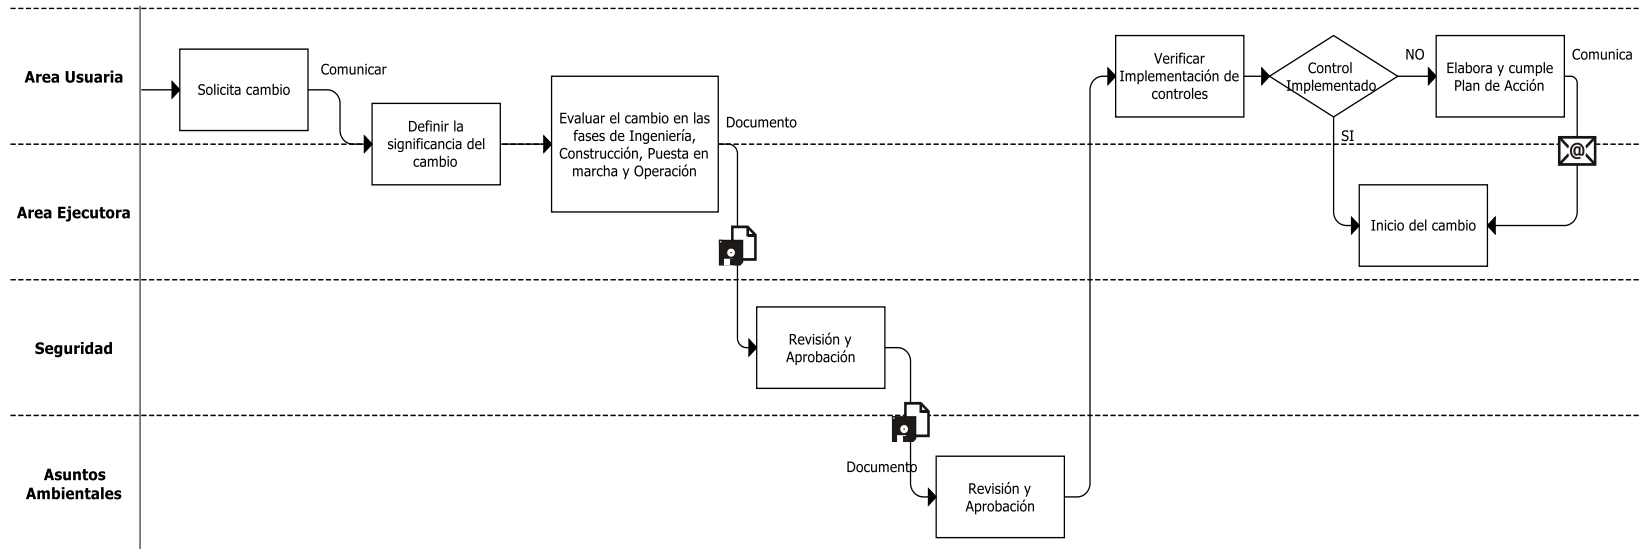 Area Usuaria
Solicita cambio
Comunicar
Definir la
significancia del
cambio
Evaluar el cambio en las
fases de Ingeniería,
Construcción, Puesta en
marcha y Operación
Documento
Verificar
Implementación de
controles
Control
Implementado
NO
SI
Elabora y cumple
Plan de Acción
Comunica
@
Area Ejecutora
Inicio del cambio
Seguridad
Revisión y
Aprobación
Asuntos
Ambientales
Documento
Revisión y
Aprobación